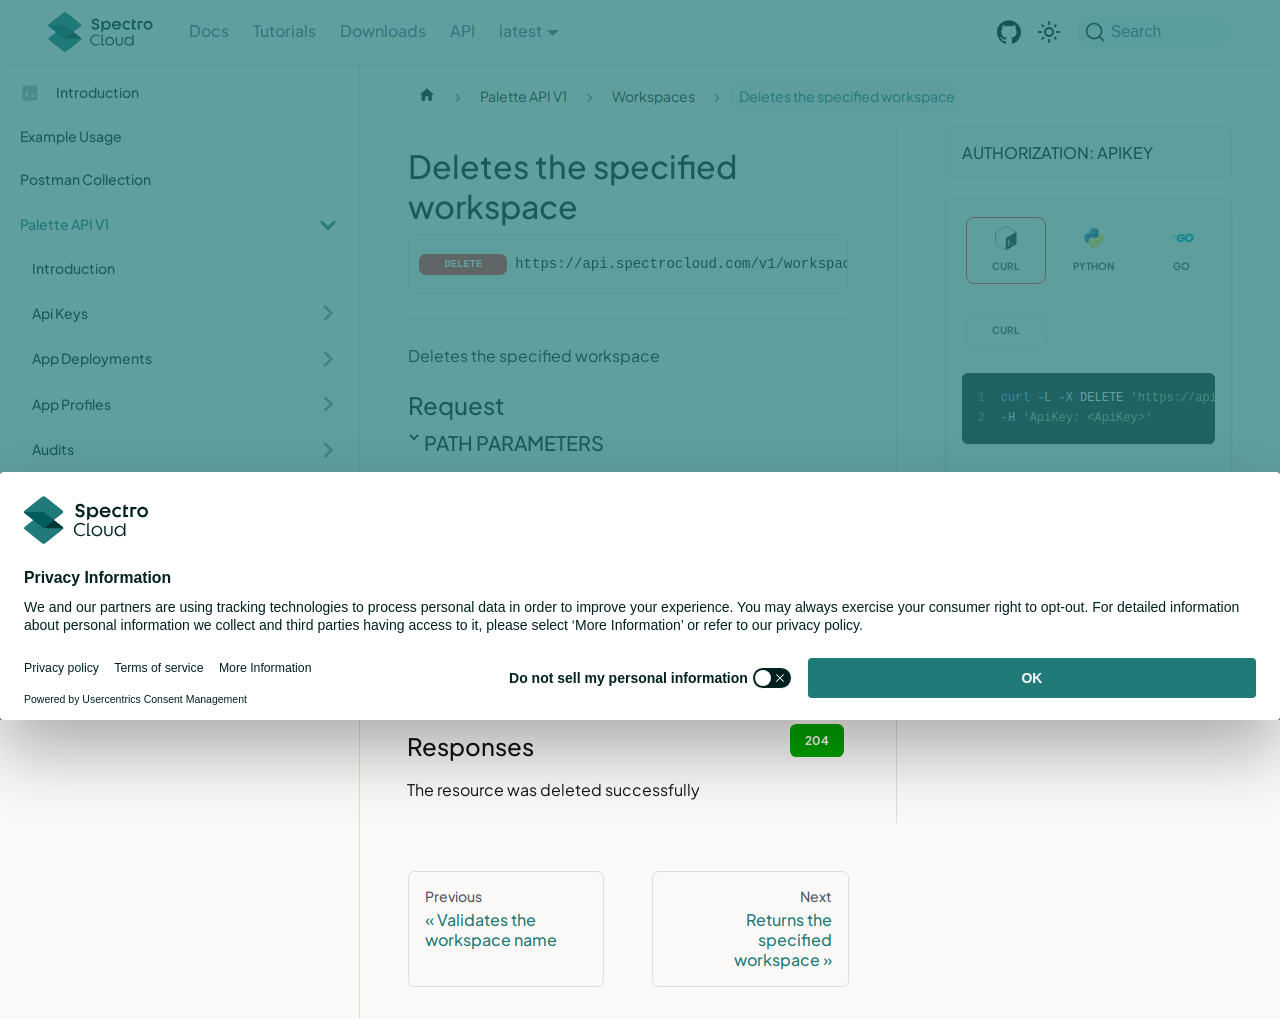 Spectro
Cloud
Docs
Tutorials
Downloads
API
latest
Search
Introduction
Example Usage
Postman Collection
Palette API V1
Introduction
Api Keys
App Deployments
App Profiles
Audits
Palette API V1
Workspaces
Deletes the specified workspace
Deletes the specified
workspace
DELETE https://api.spectrocloud.com/v1/workspac
Deletes the specified workspace
Request
PATH PARAMETERS
AUTHORIZATION: APIKEY
CURL
PYTHON
GO
CURL
1 curl -L -X DELETE 'https://api
2 -H 'ApiKey: <ApiKey>'
Spectro
Cloud
Privacy Information
We and our partners are using tracking technologies to process personal data in order to improve your experience. You may always exercise your consumer right to opt-out. For detailed information
about personal information we collect and third parties having access to it, please select ‘More Information’ or refer to our privacy policy.
Privacy policy
Terms of service
More Information
Powered by Usercentrics Consent Management
Do not sell my personal information
OK
Responses
204
The resource was deleted successfully
Previous
« Validates the
workspace name
Next
Returns the
specified
workspace »